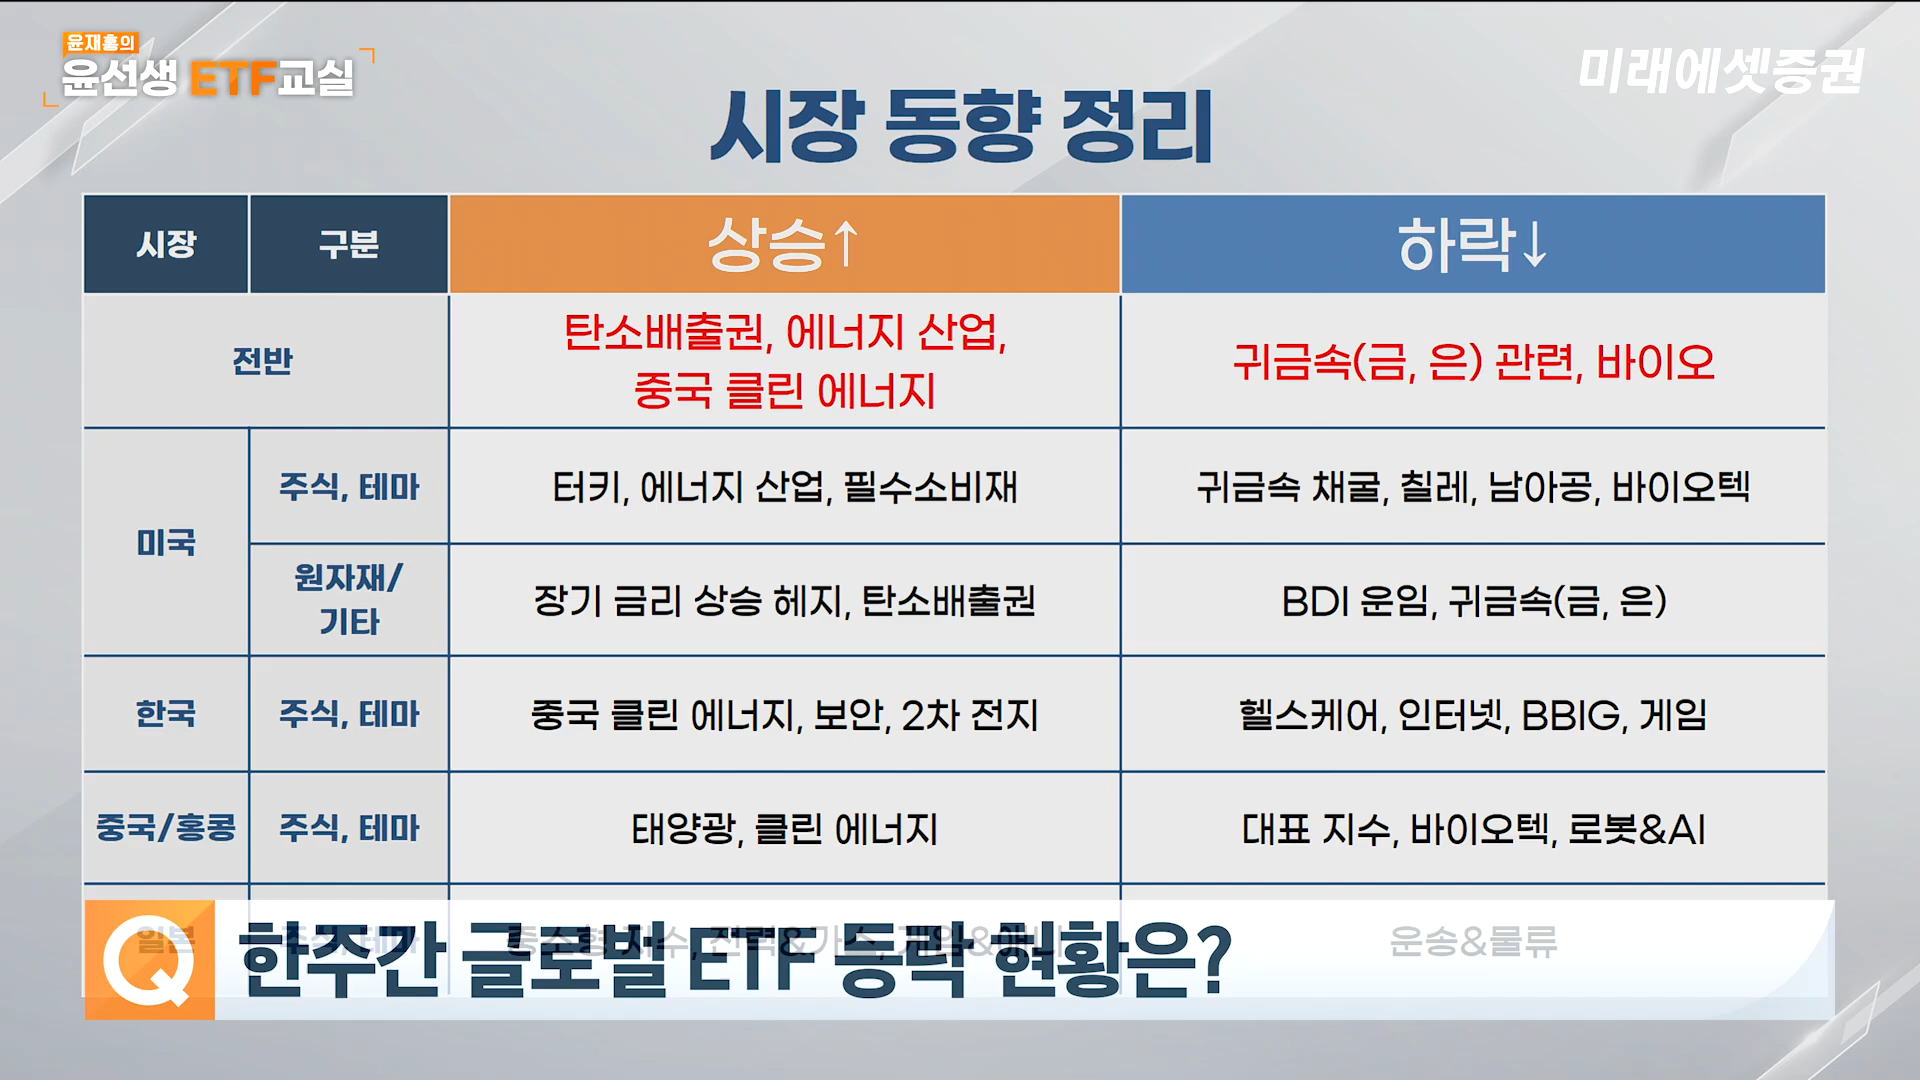 윤재홍의
윤선생 ETF교실
미래에셋증권
시장 동향 정리
시장 구분 상승↑ 하락↓
전반
탄소배출권, 에너지 산업,
중국 클린 에너지
귀금속(금, 은) 관련, 바이오
미국
주식, 테마
터키, 에너지 산업, 필수소비재
귀금속 채굴, 칠레, 남아공, 바이오텍
원자재/
기타
장기 금리 상승 헤지, 탄소배출권
BDI 운임, 귀금속(금, 은)
한국
주식, 테마
중국 클린 에너지, 보안, 2차 전지
헬스케어, 인터넷, BBIG, 게임
중국/홍콩
주식, 테마
태양광, 클린 에너지
대표 지수, 바이오텍, 로봇&AI
일본
주식, 테마
운송&물류
Q 한주간 글로벌 ETF 등락 현황은?